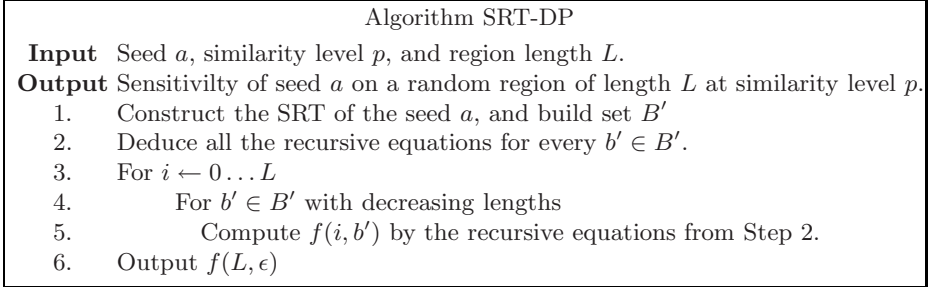 Algorithm SRT-DP
Input Seed a, similarity level p, and region length L.
Output Sensitivilty of seed a on a random region of length L at similarity level p.
1. Construct the SRT of the seed a, and build set B′
2. Deduce all the recursive equations for every b′ ∈ B′.
3. For i ← 0 . . . L
4. For b′ ∈ B′ with decreasing lengths
5. Compute f(i, b′) by the recursive equations from Step 2.
6. Output f(L, ϵ)